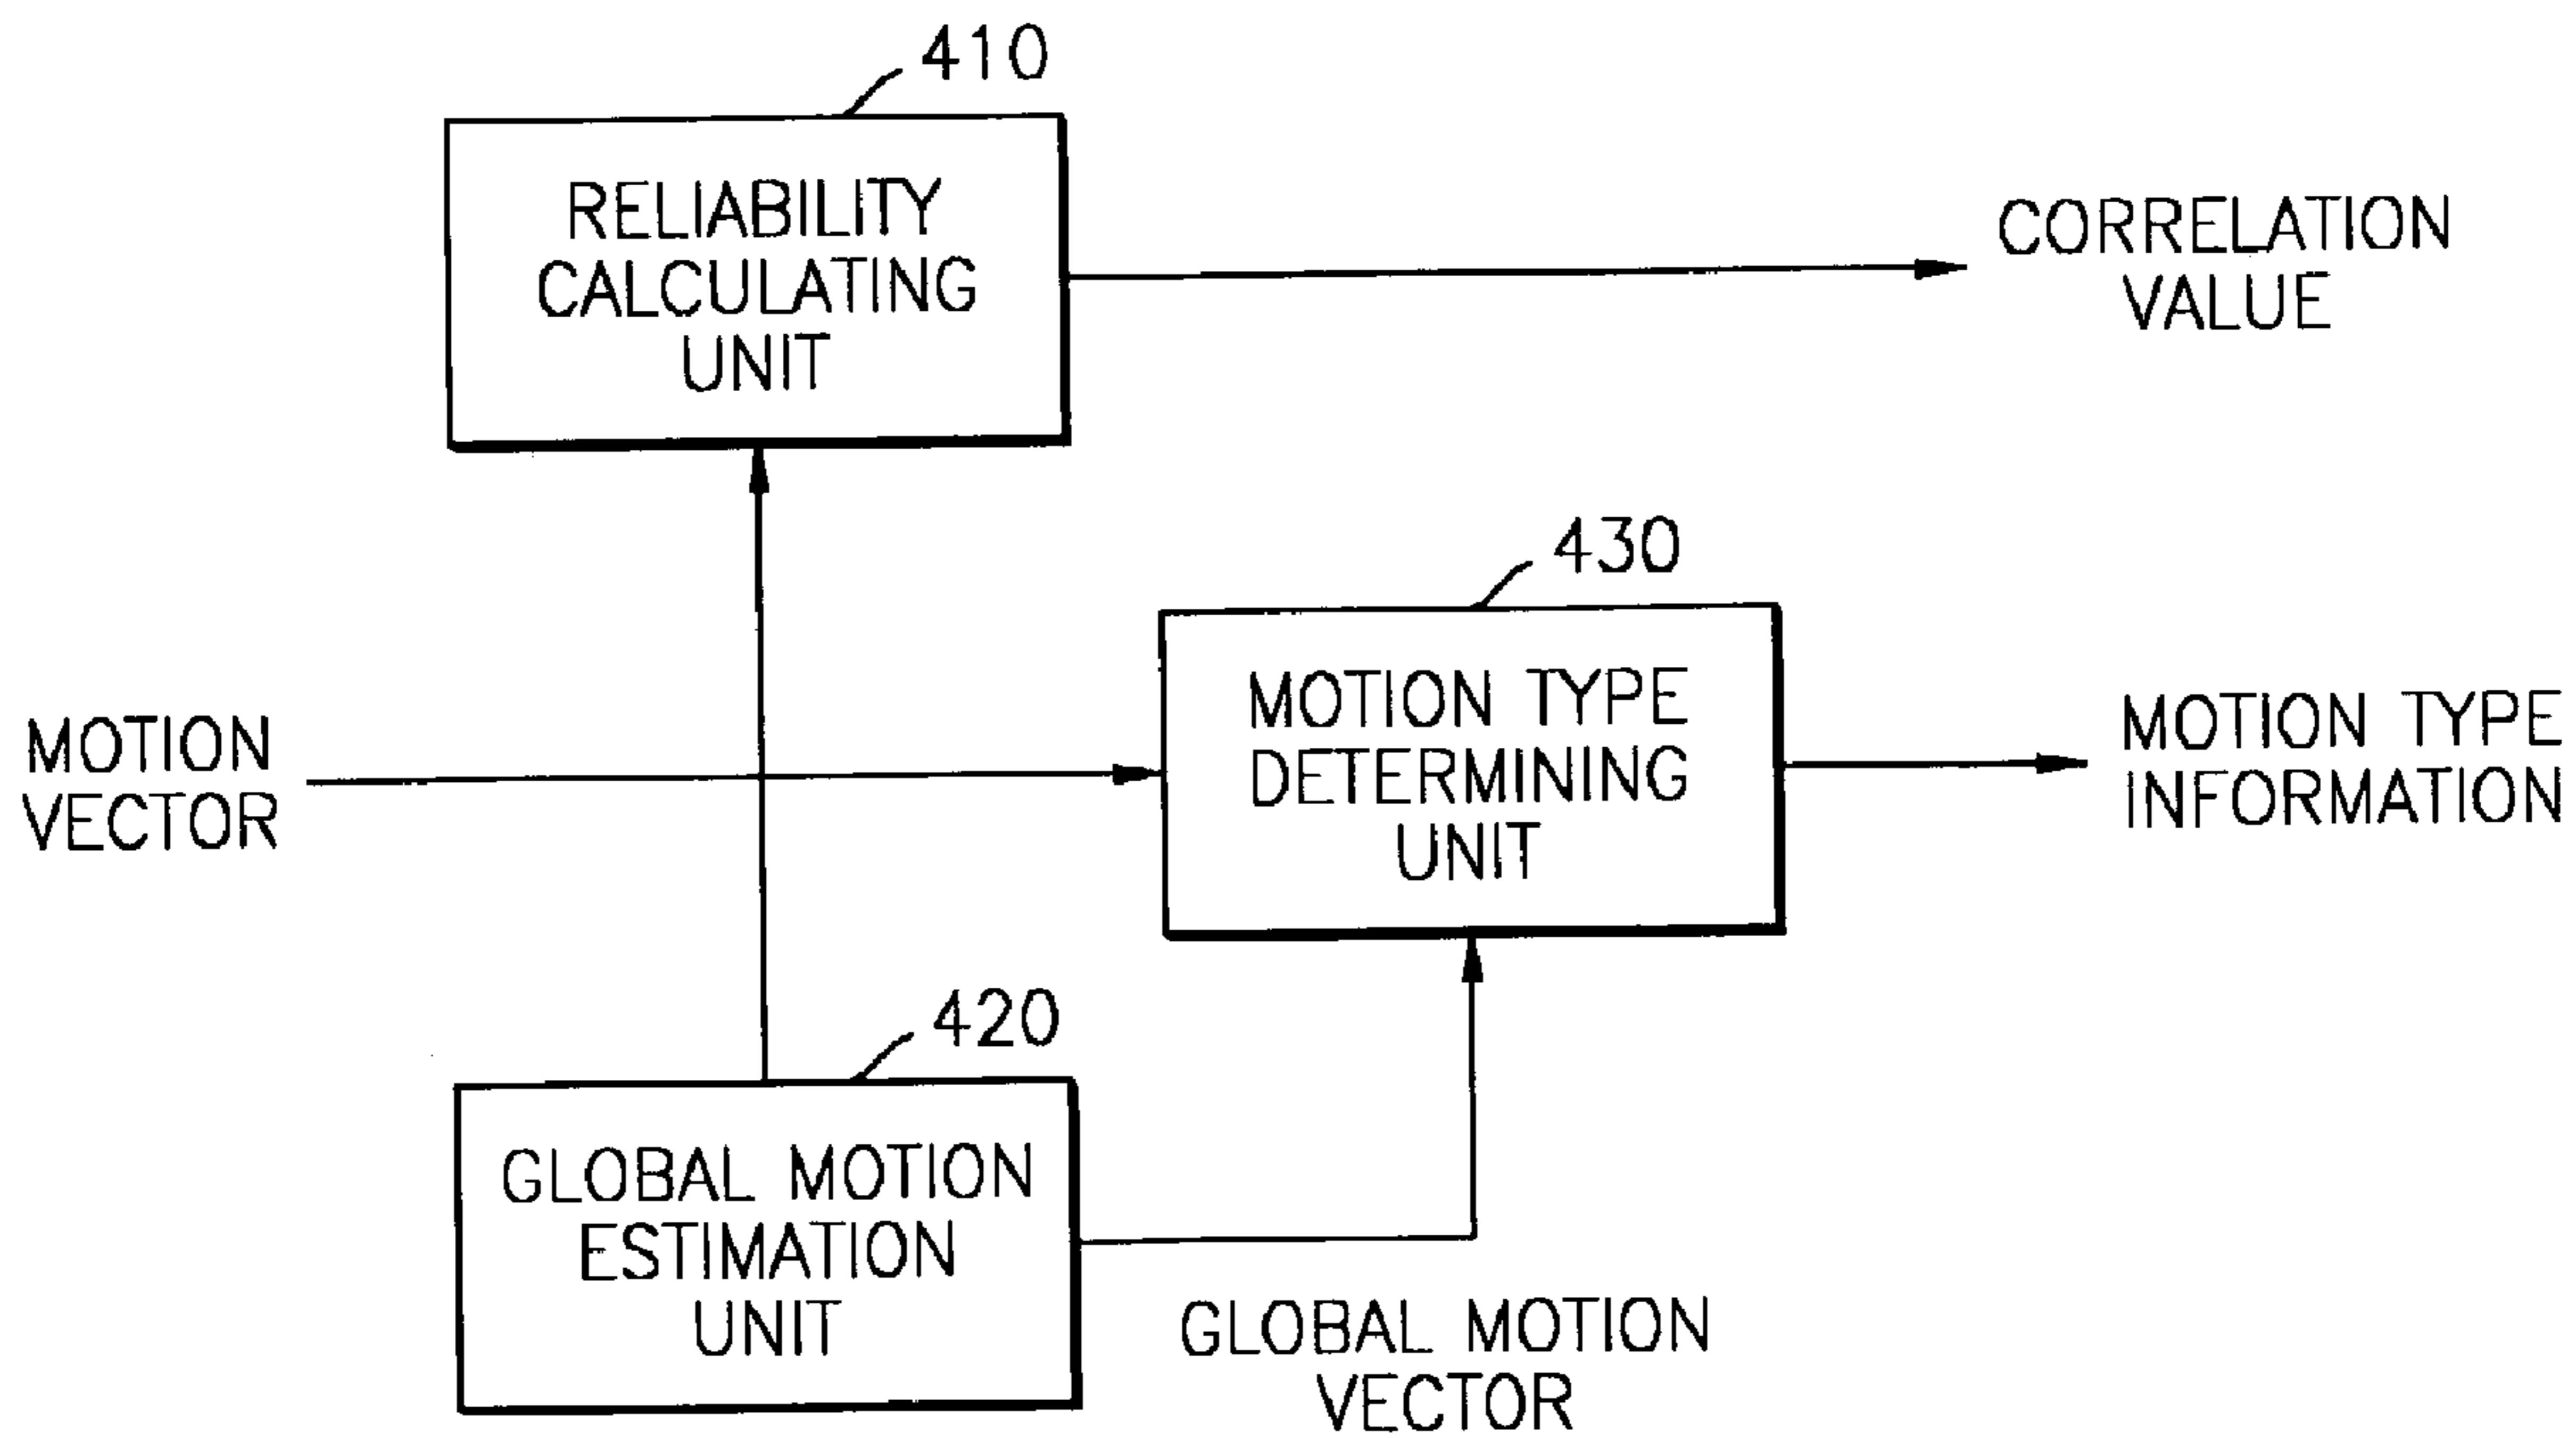 410
RELIABILITY
CALCULATING
UNIT
CORRELATION
VALUE
430
MOTION TYPE
DETERMINING
UNIT
MOTION
VECTOR
MOTION TYPE
INFORMATION
420
GLOBAL MOTION
ESTIMATION
UNIT
GLOBAL MOTION
VECTOR